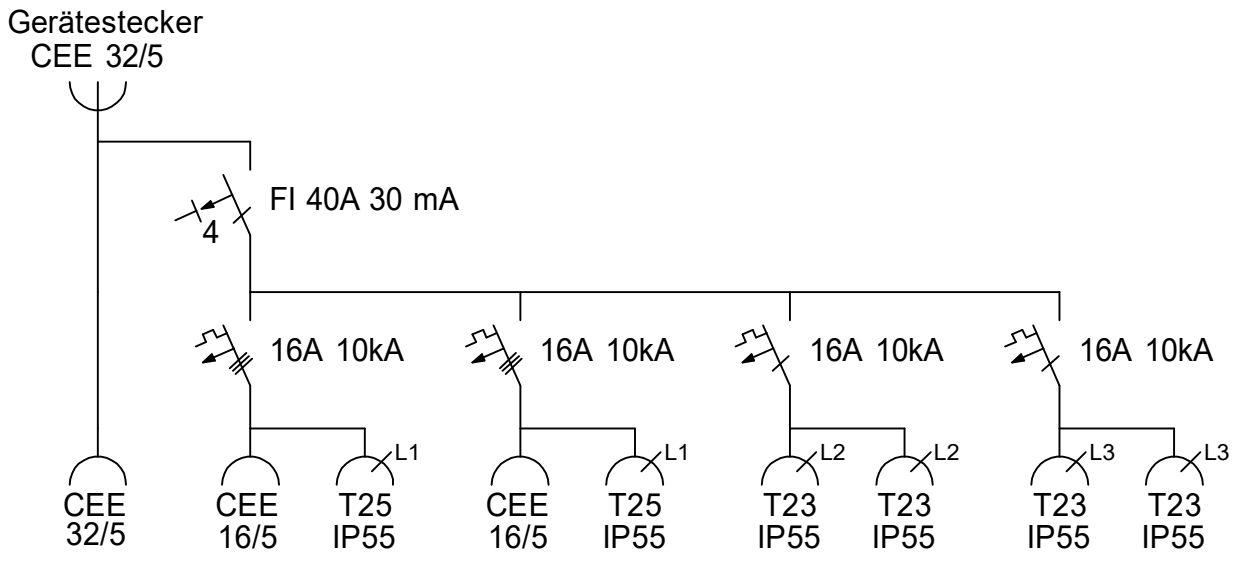 Gerätestecker
CEE 32/5
FI 40A 30 mA
4
16A 10kA
16A 10kA
16A 10kA
16A 10kA
L1
L1
L2
L2
L3
L3
CEE
32/5
CEE
16/5
T25
IP55
CEE
16/5
T25
IP55
T23
IP55
T23
IP55
T23
IP55
T23
IP55